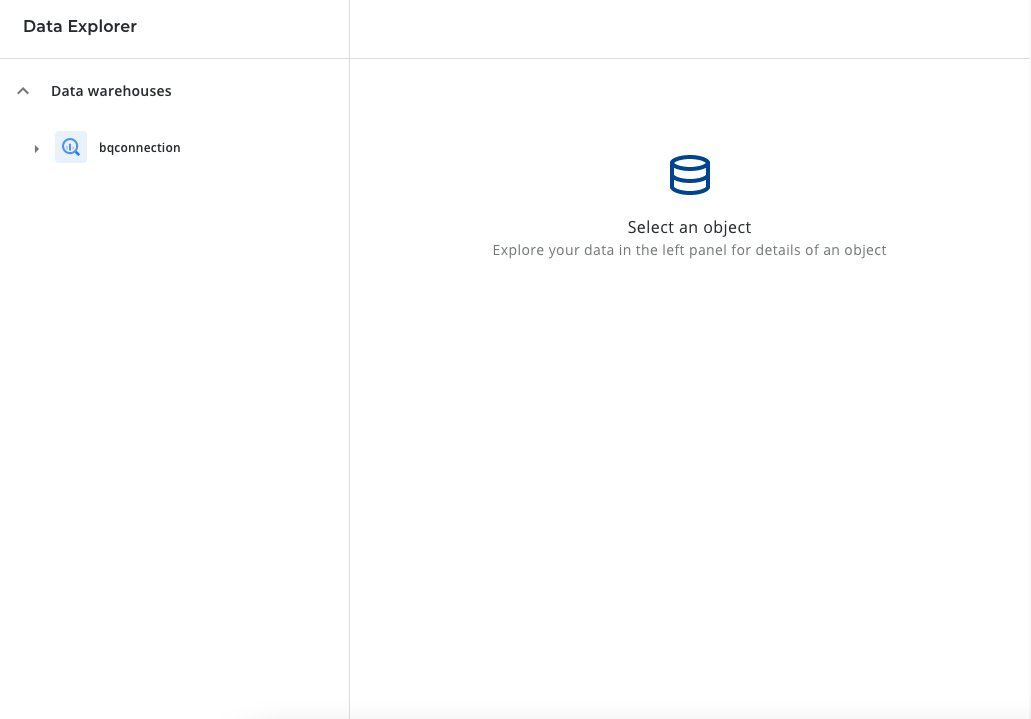 Data Explorer
Data warehouses
bqconnection
Select an object
Explore your data in the left panel for details of an object